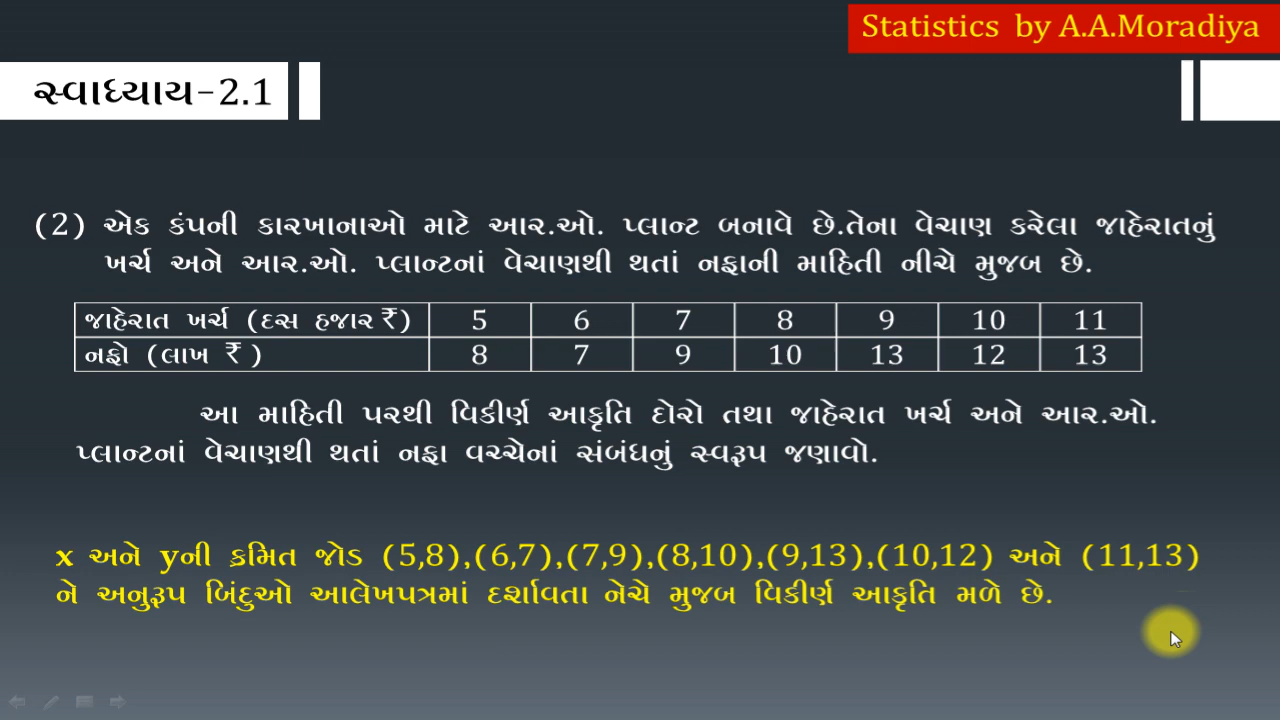 Statistics by A.A.Moradiya
સ્વાધ્યાય-2.1
(2) એક કંપની કારખાનાઓ માટે આર.ઓ. પ્લાન્ટ બનાવે છે.તેના વેચાણ કરેલા જાહેરાતનું
ખર્ચ અને આર.ઓ. પ્લાન્ટનાં વેચાણથી થતાં નફાની માહિતી નીચે મુજબ છે.
જાહેરાત ખર્ચ (દસ હજાર ₹) 5 6 7 8 9 10 11
નફો (લાખ ₹ ) 8 7 9 10 13 12 13
આ માહિતી પરથી વિકીર્ણ આકૃતિ દોરો તથા જાહેરાત ખર્ચ અને આર.ઓ.
પ્લાન્ટનાં વેચાણથી થતાં નફા વચ્ચેનાં સંબંધનું સ્વરૂપ જણાવો.
x અને yની ક્રમિત જોડ (5,8),(6,7),(7,9),(8,10),(9,13),(10,12) અને (11,13)
ને અનુરૂપ બિંદુઓ આલેખપત્રમાં દર્શાવતા નેચે મુજબ વિકીર્ણ આકૃતિ મળે છે.